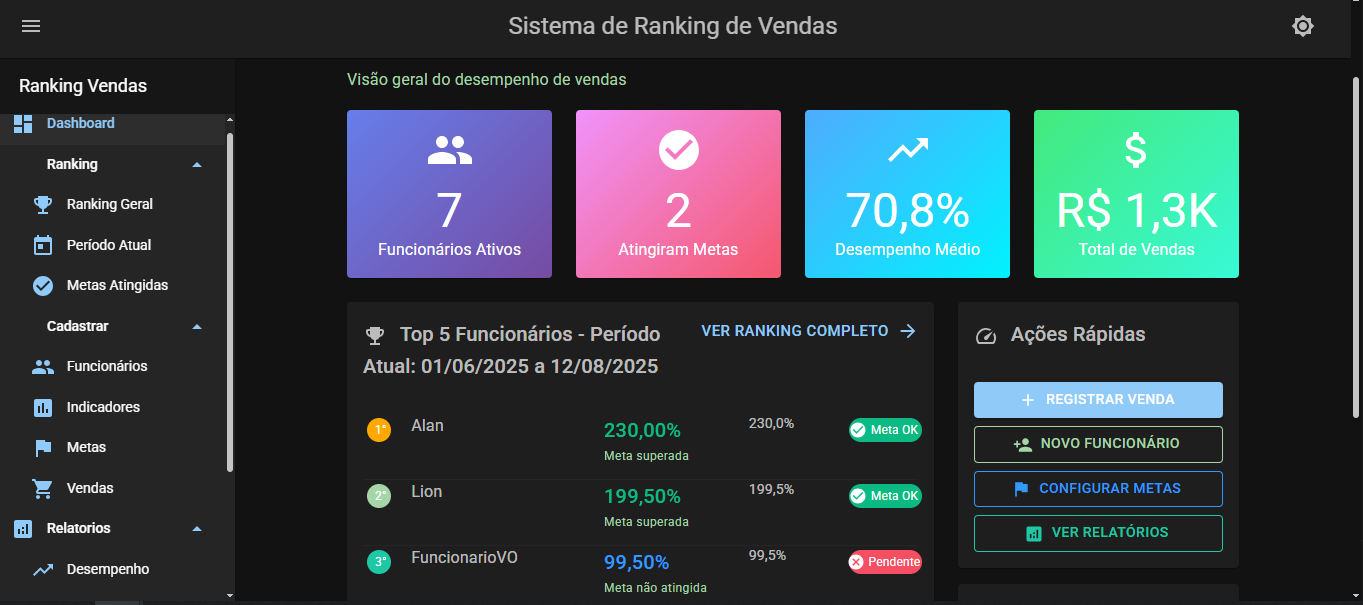 Sistema de Ranking de Vendas
Ranking Vendas
Dashboard
Ranking
Ranking Geral
Período Atual
Metas Atingidas
Cadastrar
Funcionários
Indicadores
Metas
Vendas
Relatorios
Desempenho
Visão geral do desempenho de vendas
7
Funcionários Ativos
2
Atingiram Metas
70,8%
Desempenho Médio
$
R$ 1,3K
Total de Vendas
Top 5 Funcionários - Período
Atual: 01/06/2025 a 12/08/2025
VER RANKING COMPLETO
1° Alan 230,00% 230,0% Meta OK
Meta superada
2° Lion 199,50% 199,5% Meta OK
Meta superada
3° FuncionarioVO 99,50% 99,5% Pendente
Meta não atingida
Ações Rápidas
REGISTRAR VENDA
NOVO FUNCIONÁRIO
CONFIGURAR METAS
VER RELATÓRIOS